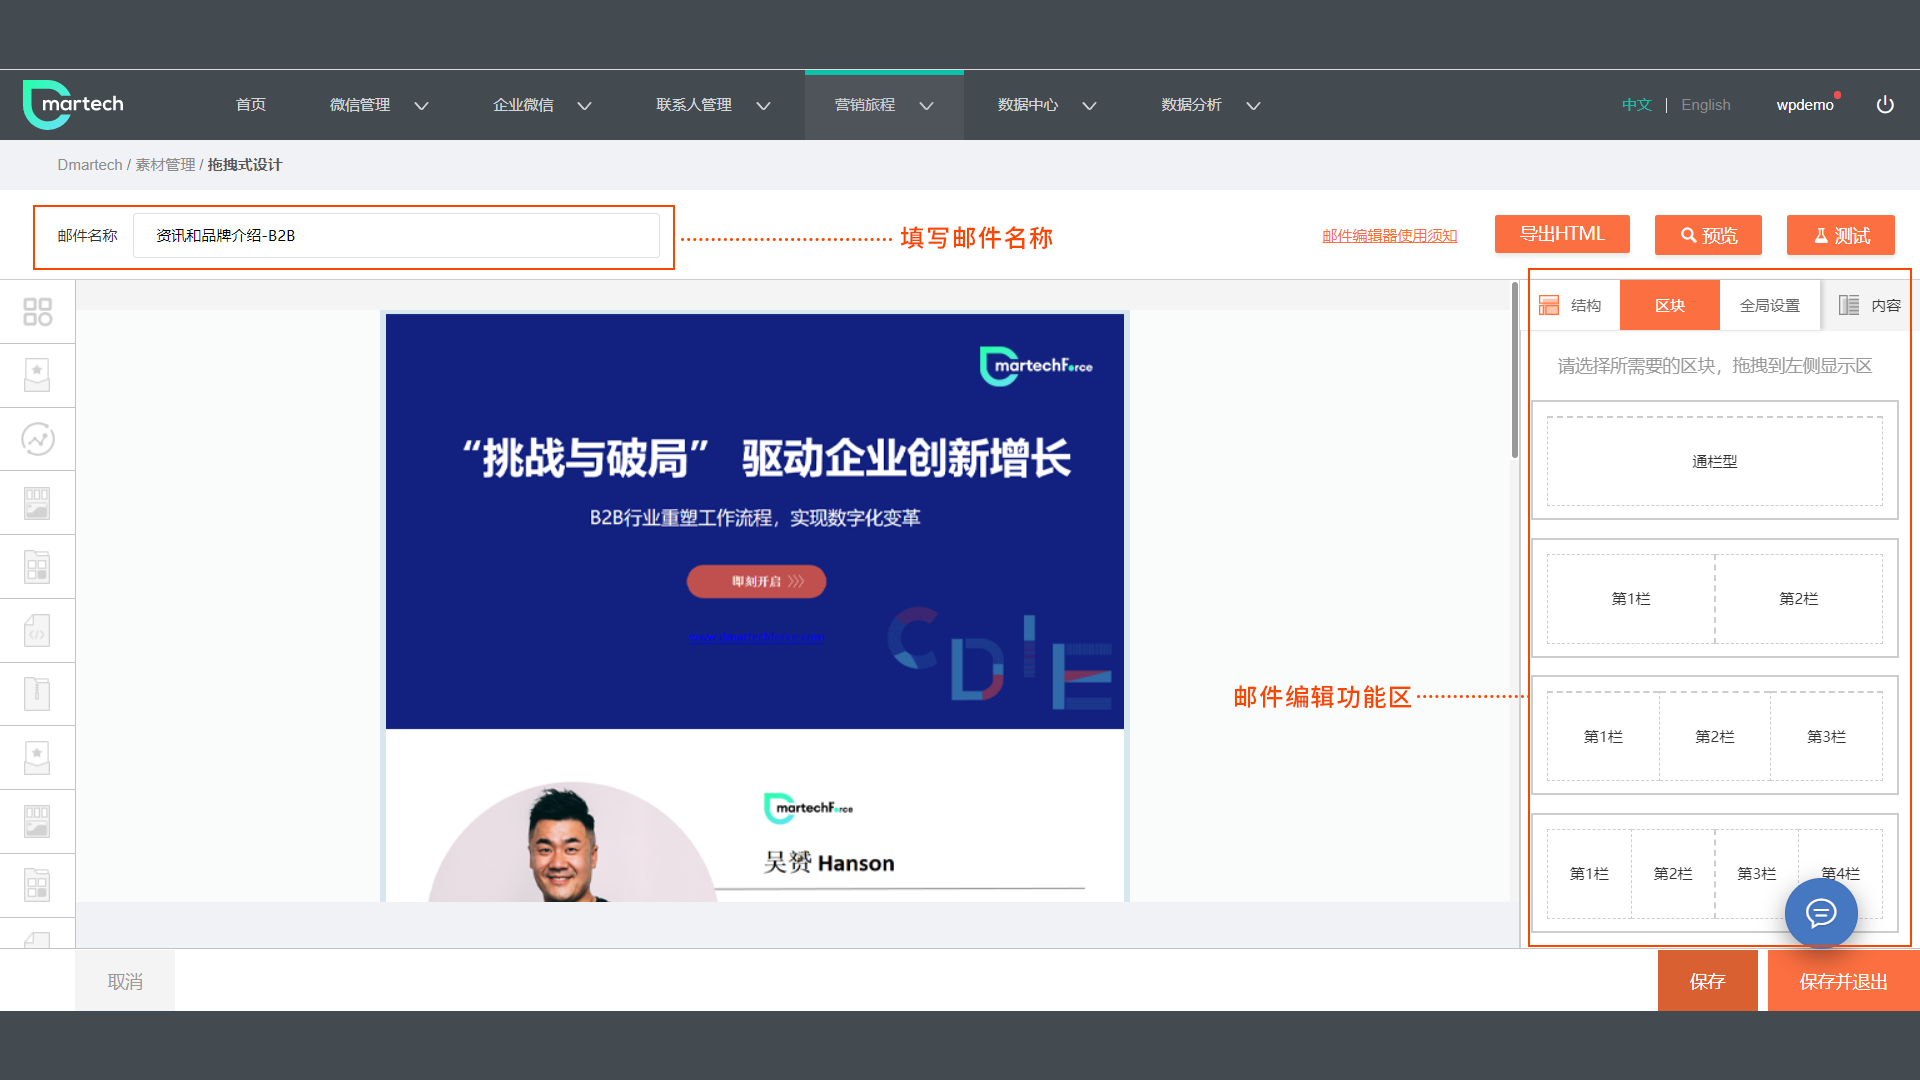 martech
首页
微信管理
企业微信
联系人管理
营销旅程
数据中心
数据分析
中文 | English
wpdemo
Dmartech / 素材管理 / 拖拽式设计
邮件名称
资讯和品牌介绍-B2B
填写邮件名称
邮件编辑器使用须知
导出HTML
预览
测试
结构
区块
全局设置
内容
请选择所需要的区块，拖拽到左侧显示区
martechForce
“挑战与破局” 驱动企业创新增长
B2B行业重塑工作流程，实现数字化变革
即刻开启 >>>
www.dmartechforce.com
CDIE
martechForce
吴赟 Hanson
通栏型
第1栏
第2栏
邮件编辑功能区
第1栏
第2栏
第3栏
第1栏
第2栏
第3栏
第4栏
取消
保存
保存并退出